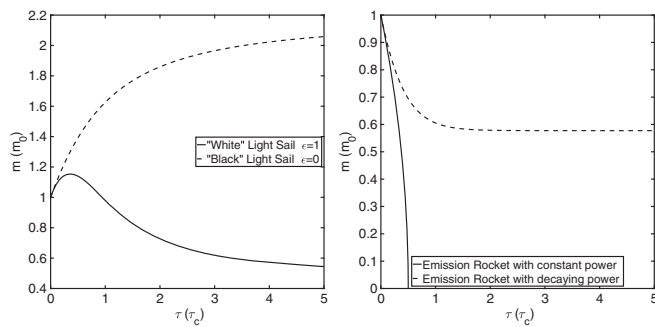 2.2
2
1.8
1.6
1.4
1.2
1
0.8
0.6
0.4
m (m₀)
"White" Light Sail ϵ=1
"Black" Light Sail ϵ=0
0 1 2 3 4 5
τ (τc)
1
0.9
0.8
0.7
0.6
0.5
0.4
0.3
0.2
0.1
0
m (m₀)
Emission Rocket with constant power
Emission Rocket with decaying power
0 1 2 3 4 5
τ (τc)